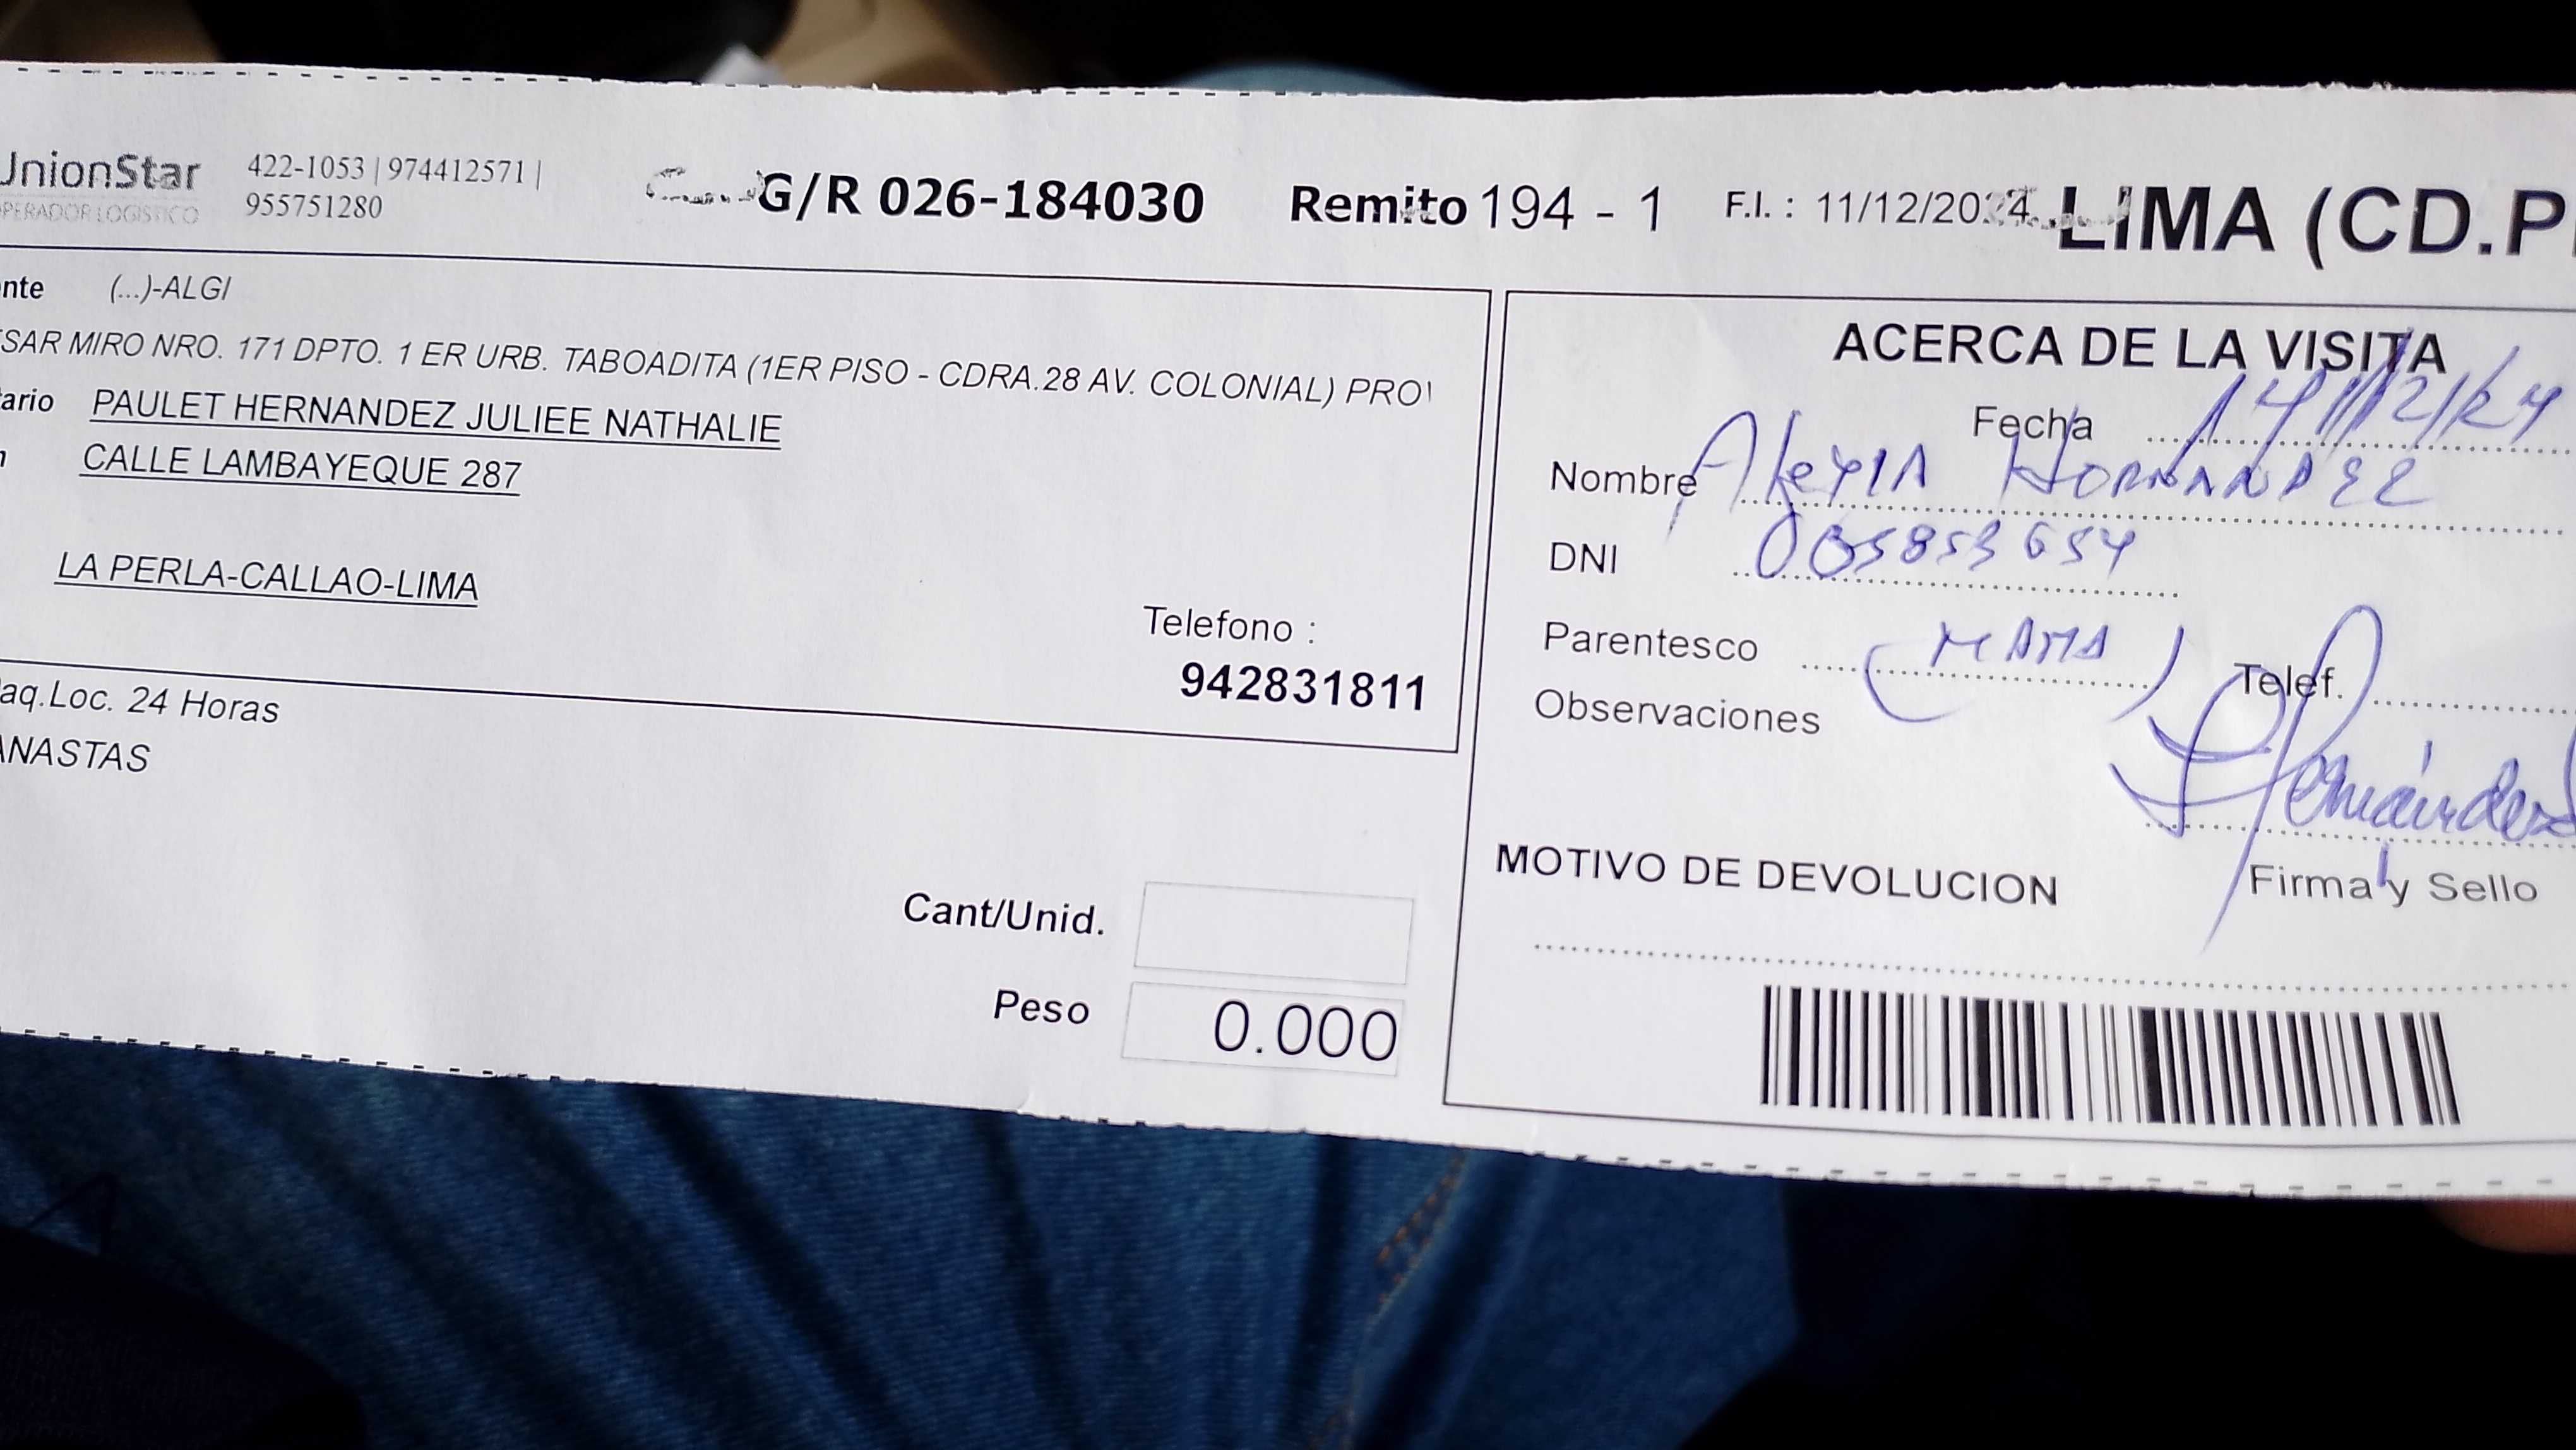 UnionStar
OPERADOR LOGISTICO
422-1053 | 974412571 |
955751280
G/R 026-184030
Remito 194 - 1
F.I. : 11/12/2024
LIMA (CD.P
nte (...)-ALGI
SAR MIRO NRO. 171 DPTO. 1 ER URB. TABOADITA (1ER PISO - CDRA.28 AV. COLONIAL) PRO
ario PAULET HERNANDEZ JULIEE NATHALIE
CALLE LAMBAYEQUE 287
LA PERLA-CALLAO-LIMA
Telefono :
942831811
aq.Loc. 24 Horas
ANASTAS
Cant/Unid.
Peso 0.000
ACERCA DE LA VISITA
Fecha 14/12/24
Nombre HERNANDEZ
DNI
Parentesco (MAMA)
Telef.
Observaciones
Hernández
Firma y Sello
MOTIVO DE DEVOLUCION